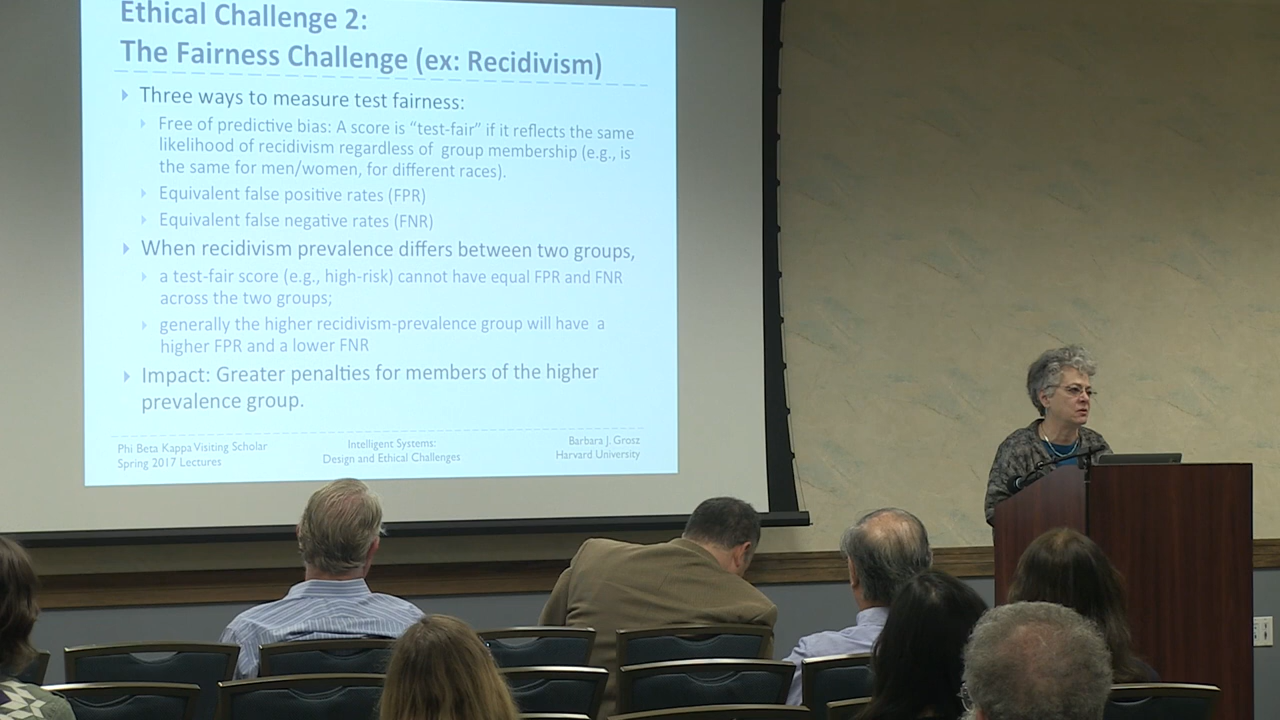 Ethical Challenge 2:
The Fairness Challenge (ex: Recidivism)
Three ways to measure test fairness:
Free of predictive bias: A score is “test-fair” if it reflects the same
likelihood of recidivism regardless of group membership (e.g., is
the same for men/women, for different races).
Equivalent false positive rates (FPR)
Equivalent false negative rates (FNR)
When recidivism prevalence differs between two groups,
a test-fair score (e.g., high-risk) cannot have equal FPR and FNR
across the two groups;
generally the higher recidivism-prevalence group will have a
higher FPR and a lower FNR
Impact: Greater penalties for members of the higher
prevalence group.
Phi Beta Kappa Visiting Scholar
Spring 2017 Lectures
Intelligent Systems:
Design and Ethical Challenges
Barbara J. Grosz
Harvard University